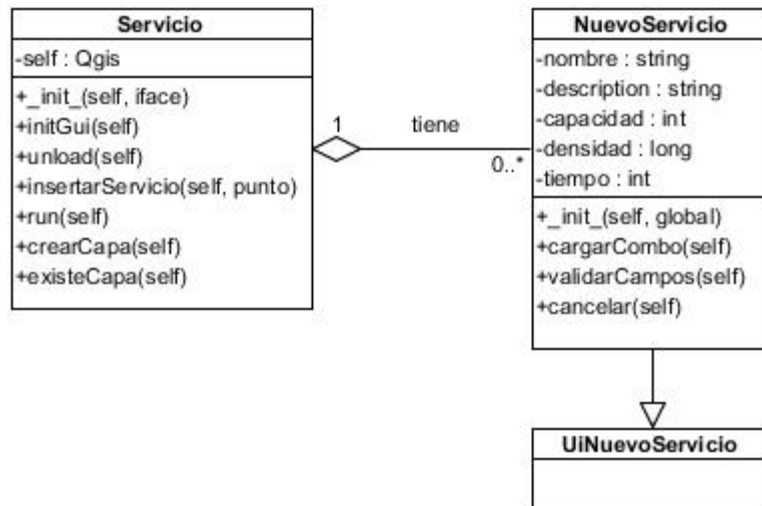 Servicio
-self : Qgis
+_init_(self, iface)
+initGui(self)
+unload(self)
+insertarServicio(self, punto)
+run(self)
+crearCapa(self)
+existeCapa(self)
1
tiene
0..*
NuevoServicio
-nombre : string
-description : string
-capacidad : int
-densidad : long
-tiempo : int
+_init_(self, global)
+cargarCombo(self)
+validarCampos(self)
+cancelar(self)
UiNuevoServicio